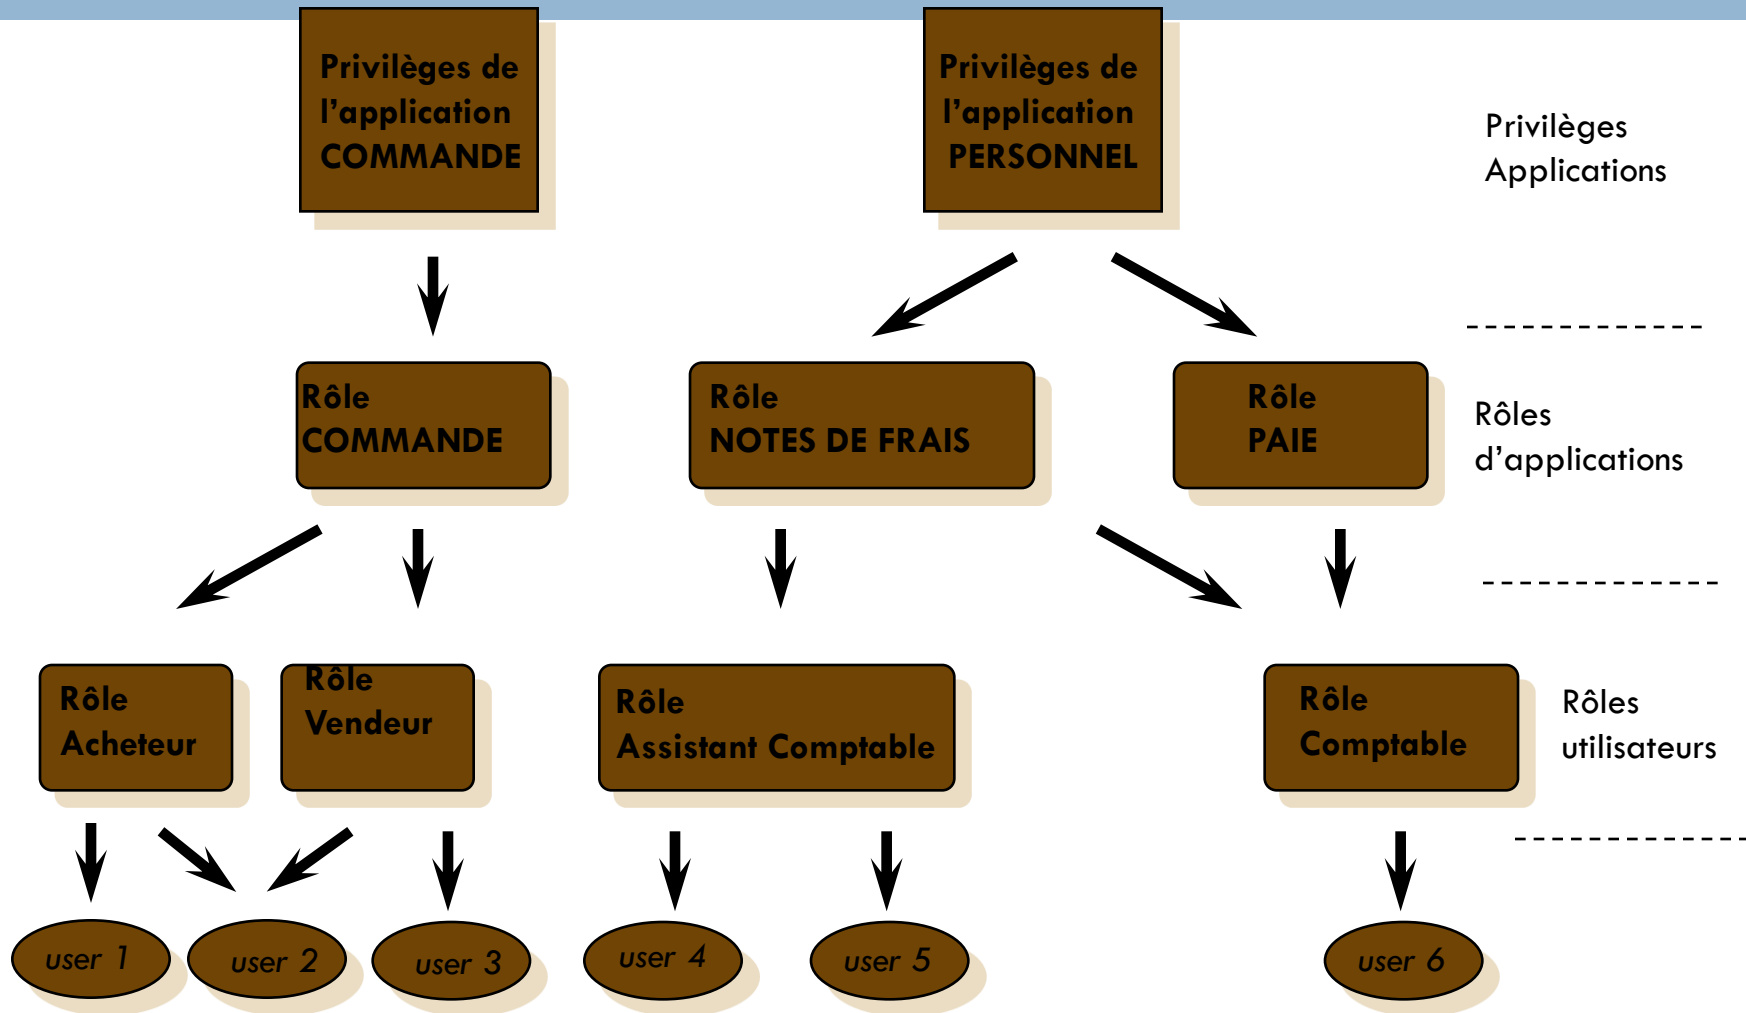 Privilèges de
l’application
COMMANDE
Privilèges de
l’application
PERSONNEL
Privilèges
Applications
Rôle
COMMANDE
Rôle
NOTES DE FRAIS
Rôle
PAIE
Rôles
d’applications
Rôle
Acheteur
Rôle
Vendeur
Rôle
Assistant Comptable
Rôle
Comptable
Rôles
utilisateurs
user 1
user 2
user 3
user 4
user 5
user 6